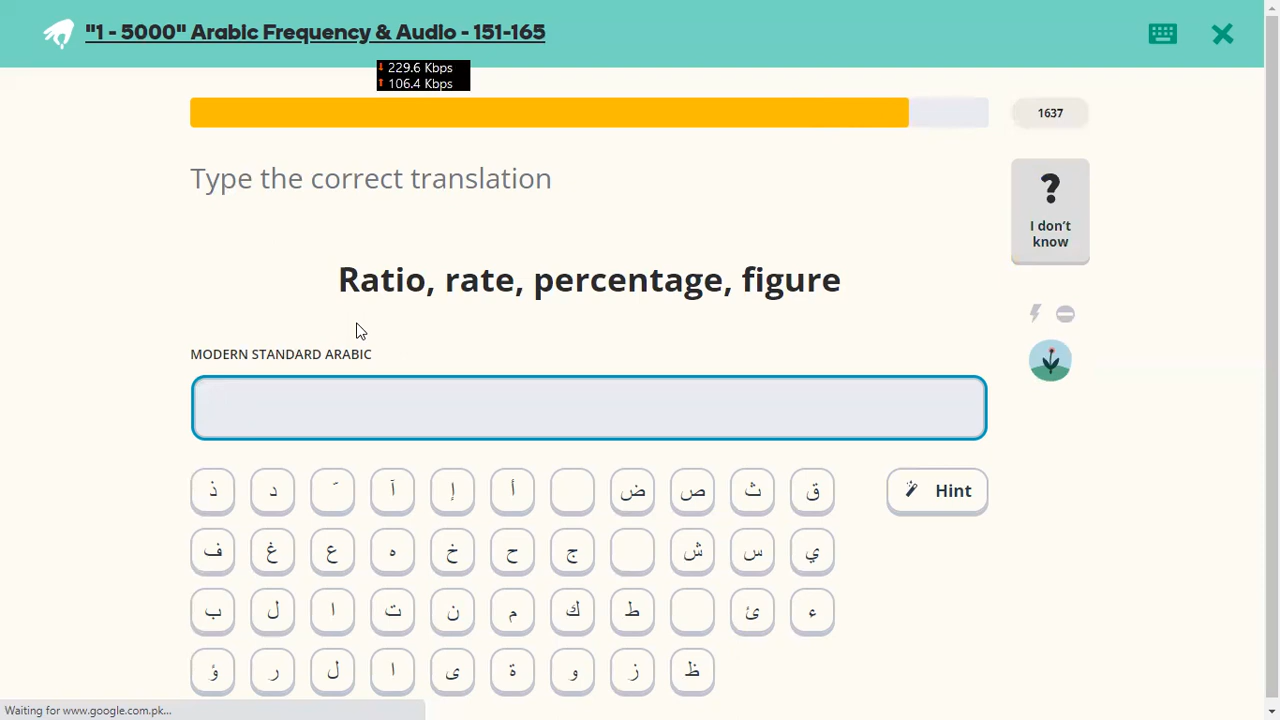 "1 - 5000" Arabic Frequency & Audio - 151-165
229.6 Kbps
106.4 Kbps
1637
Type the correct translation
?
I don't know
Ratio, rate, percentage, figure
MODERN STANDARD ARABIC
ذ د َ آ إ أ ض ص ث ق
Hint
ف غ ع ه خ ح ج ش س ي
ب ل ا ت ن م ك ط ئ ء
ؤ ر ل ا ى ة و ز ظ
Waiting for www.google.com.pk...